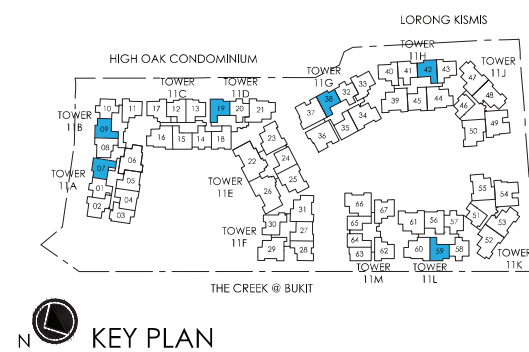 LORONG KISMIS
HIGH OAK CONDOMINIUM
TOWER
11H
TOWER
11J
TOWER
11G
TOWER
11C
TOWER
11D
TOWER
11B
TOWER
11A
40 41 42 43
47
48
39 45 44
46
50 49
37 38 32 33
36 35 34
10 11
09
08
07 06
01 05
02 04
03
17 12 13 19 20 21
16 15 14 18
23
22 24
26 25
TOWER
11E
31
30 27
29 28
TOWER
11F
66 67
65
64
63 62
TOWER
11M
61 56 57
60 59 58
TOWER
11L
55 54
51 53
52
TOWER
11K
THE CREEK @ BUKIT
N
KEY PLAN